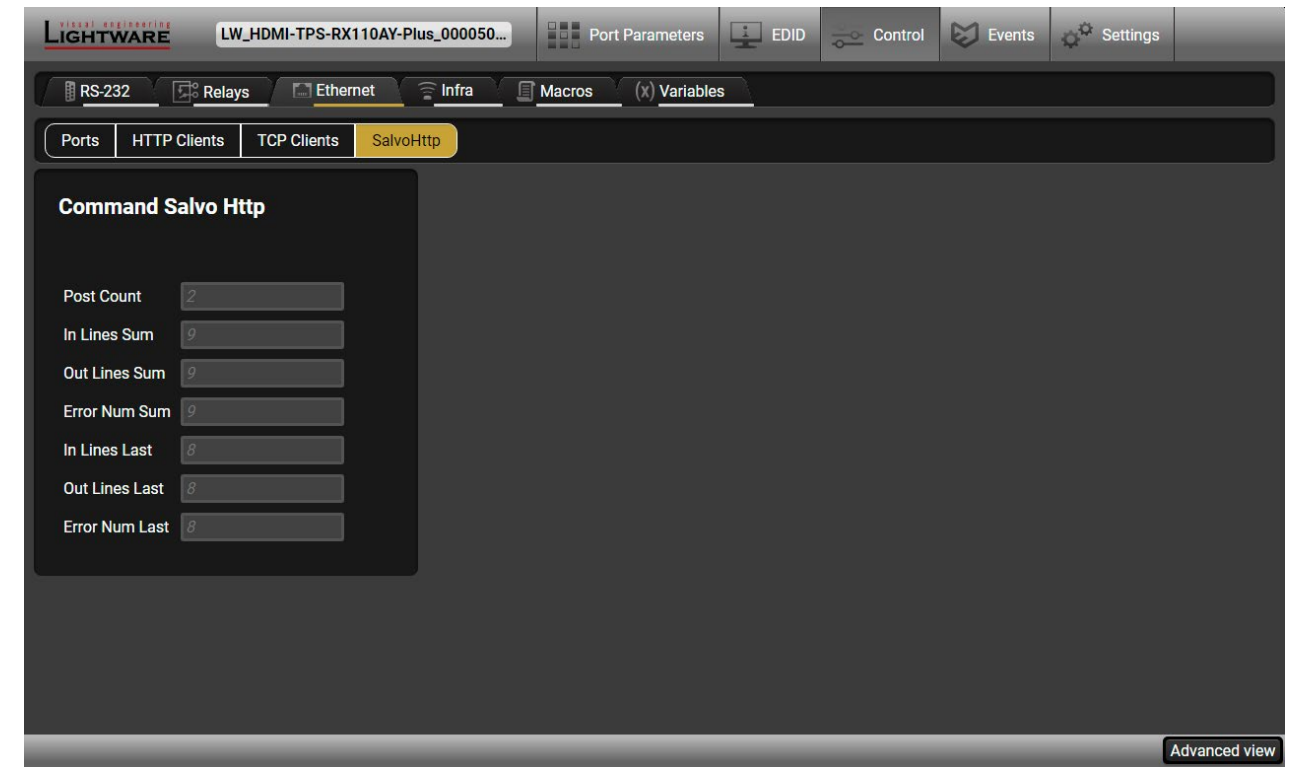 visual engineering
LIGHTWARE
LW_HDMI-TPS-RX110AY-Plus_000050...
Port Parameters
EDID
Control
Events
Settings
RS-232
Relays
Ethernet
Infra
Macros
(x) Variables
Ports
HTTP Clients
TCP Clients
SalvoHttp
Command Salvo Http
Post Count 2
In Lines Sum 9
Out Lines Sum 9
Error Num Sum 9
In Lines Last 8
Out Lines Last 8
Error Num Last 8
Advanced view